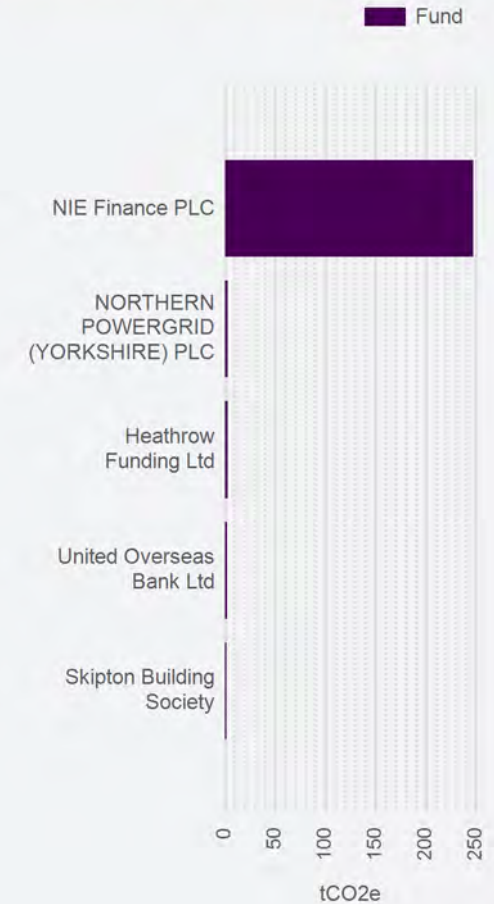 Fund
NIE Finance PLC
NORTHERN
POWERGRID
(YORKSHIRE) PLC
Heathrow
Funding Ltd
United Overseas
Bank Ltd
Skipton Building
Society
0
50
100
150
200
250
tCO2e